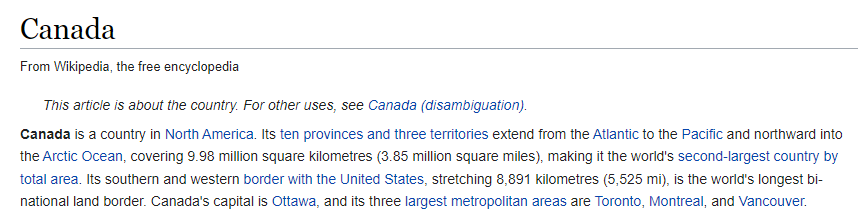 Canada
From Wikipedia, the free encyclopedia
This article is about the country. For other uses, see Canada (disambiguation).
Canada is a country in North America. Its ten provinces and three territories extend from the Atlantic to the Pacific and northward into
the Arctic Ocean, covering 9.98 million square kilometres (3.85 million square miles), making it the world's second-largest country by
total area. Its southern and western border with the United States, stretching 8,891 kilometres (5,525 mi), is the world's longest bi-
national land border. Canada's capital is Ottawa, and its three largest metropolitan areas are Toronto, Montreal, and Vancouver.